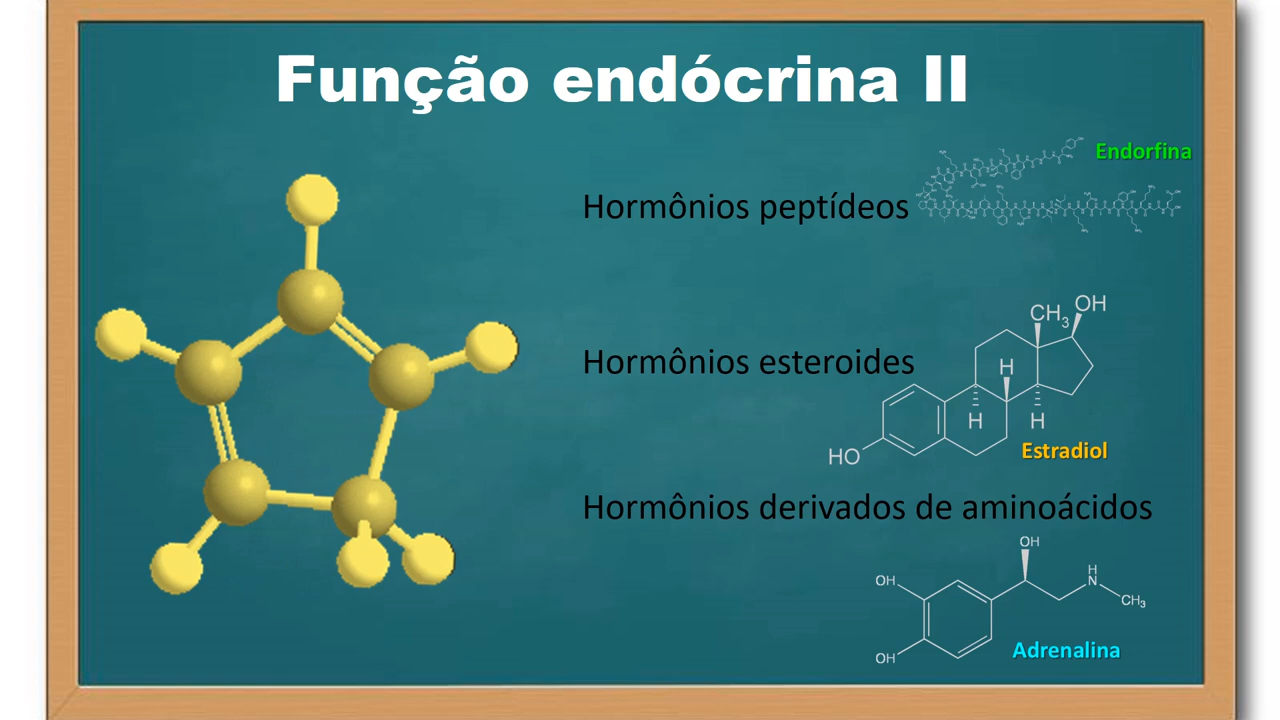 Função endócrina II
Endorfina
Hormônios peptídeos
CH3 OH
Hormônios esteroides
H
H H
HO
Estradiol
Hormônios derivados de aminoácidos
OH
OH
H
N
CH3
OH
Adrenalina